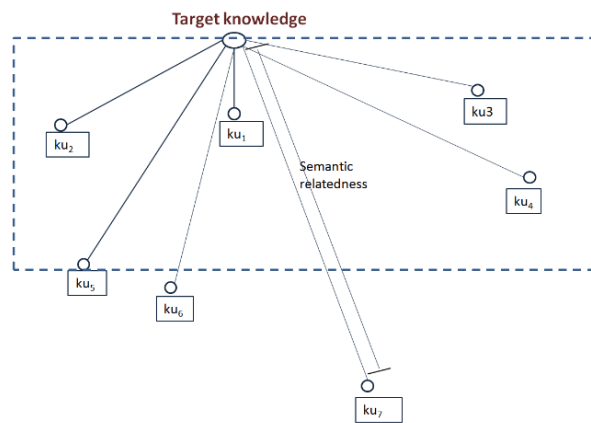 Target knowledge
ku3
ku₁
ku₂
Semantic
relatedness
ku₄
ku₅
ku₆
ku₇